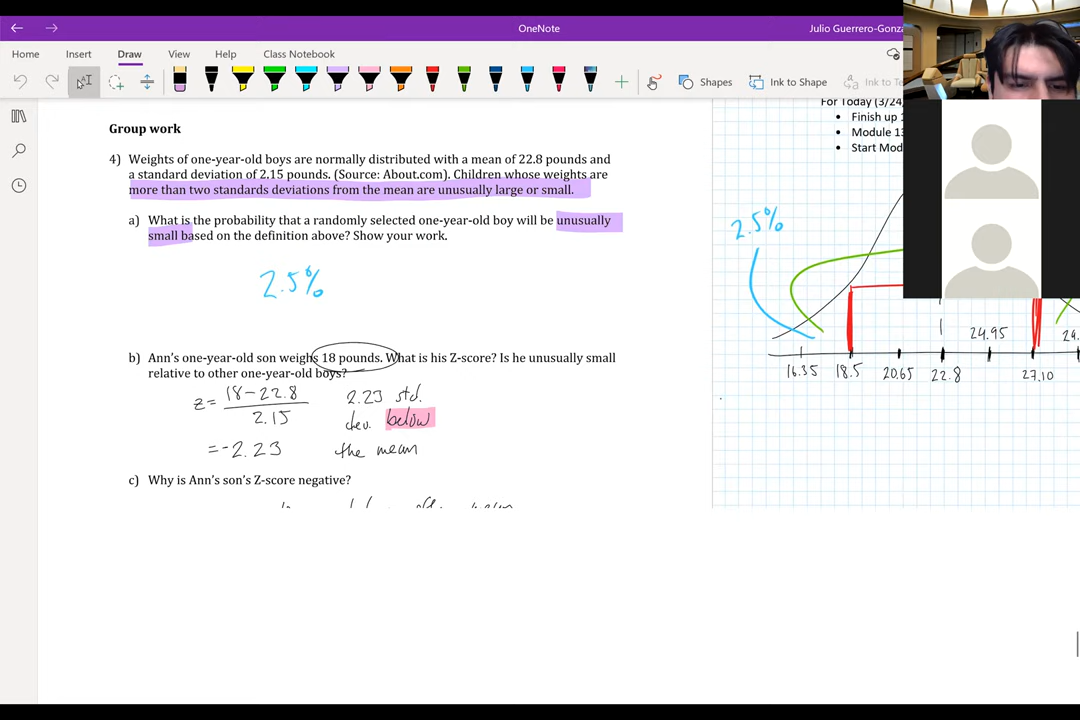 OneNote
Julio Guerrero-Gonza
Home Insert Draw View Help Class Notebook
Shapes Ink to Shape Ink to Te
For Today (3/24
Finish up 1
Module 13
Start Mod
Group work
4) Weights of one-year-old boys are normally distributed with a mean of 22.8 pounds and
a standard deviation of 2.15 pounds. (Source: About.com). Children whose weights are
more than two standards deviations from the mean are unusually large or small.
a) What is the probability that a randomly selected one-year-old boy will be unusually
small based on the definition above? Show your work.
2.5%
b) Ann's one-year-old son weighs 18 pounds. What is his Z-score? Is he unusually small
relative to other one-year-old boys?
z = 18-22.8
2.15
= -2.23
2.23 std.
dev. below
the mean
c) Why is Ann's son's Z-score negative?
2.5%
24.95 24.
16.35 18.5 20.65 22.8 27.10